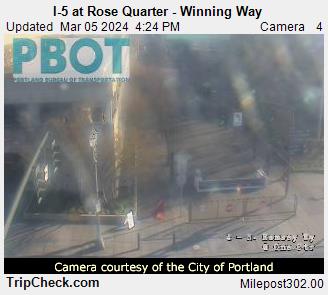 I-5 at Rose Quarter - Winning Way
Updated Mar 05 2024 4:24 PM Camera 4
PBOT
PORTLAND BUREAU OF TRANSPORTATION
Camera courtesy of the City of Portland
TripCheck.com Milepost302.00